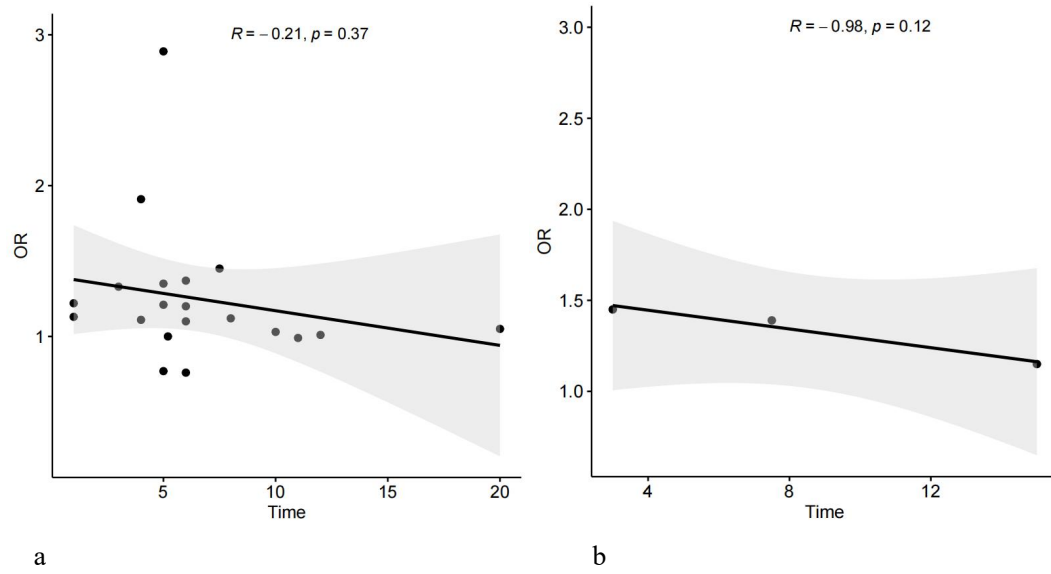 R = − 0.21, p = 0.37
3
2
1
OR
5
10
15
20
Time
a
R = − 0.98, p = 0.12
3.0
2.5
2.0
1.5
1.0
OR
4
8
12
Time
b